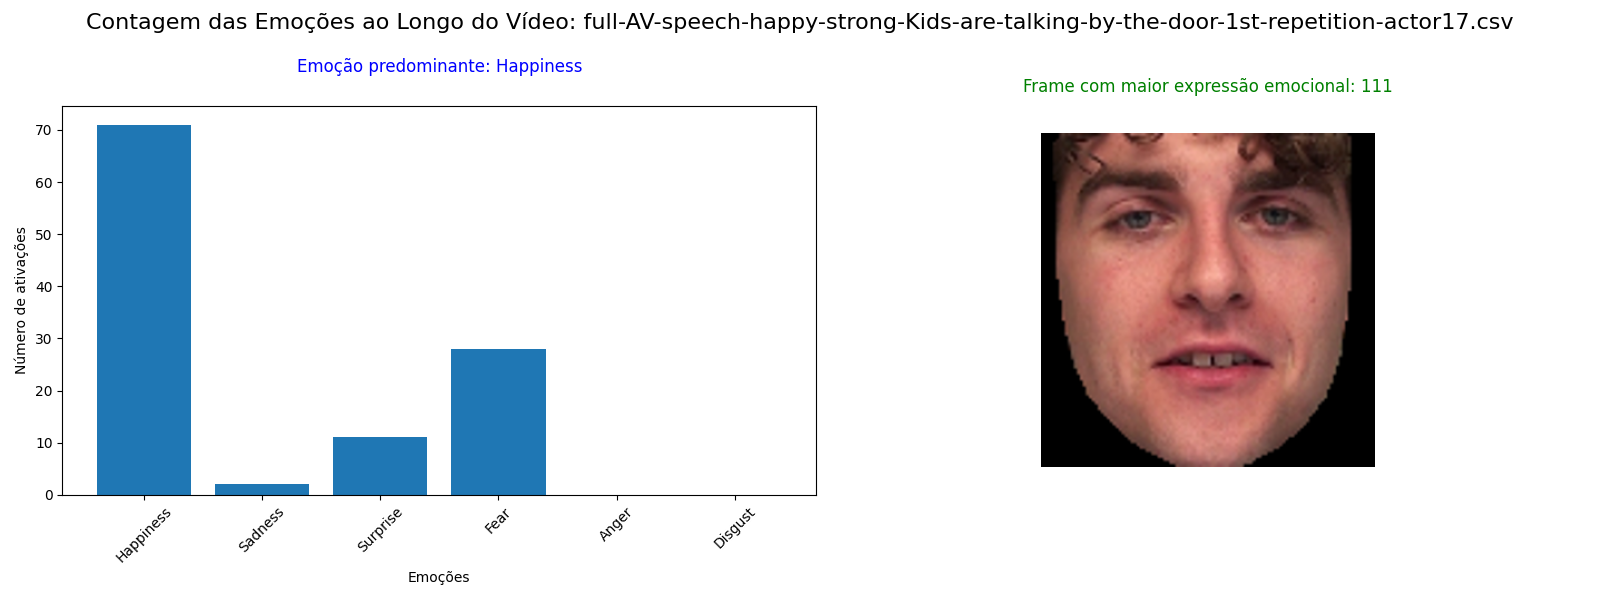 Contagem das Emoções ao Longo do Vídeo: full-AV-speech-happy-strong-Kids-are-talking-by-the-door-1st-repetition-actor17.csv
Emoção predominante: Happiness
Frame com maior expressão emocional: 111
Número de ativações
70
60
50
40
30
20
10
0
Happiness
Sadness
Surprise
Fear
Anger
Disgust
Emoções